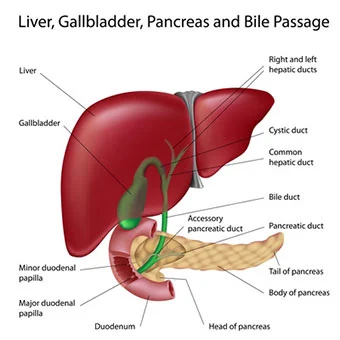 Liver, Gallbladder, Pancreas and Bile Passage
Liver
Gallbladder
Right and left
hepatic ducts
Cystic duct
Common
hepatic duct
Bile duct
Accessory
pancreatic duct
Pancreatic duct
Minor duodenal
papilla
Major duodenal
papilla
Tail of pancreas
Body of pancreas
Duodenum
Head of pancreas